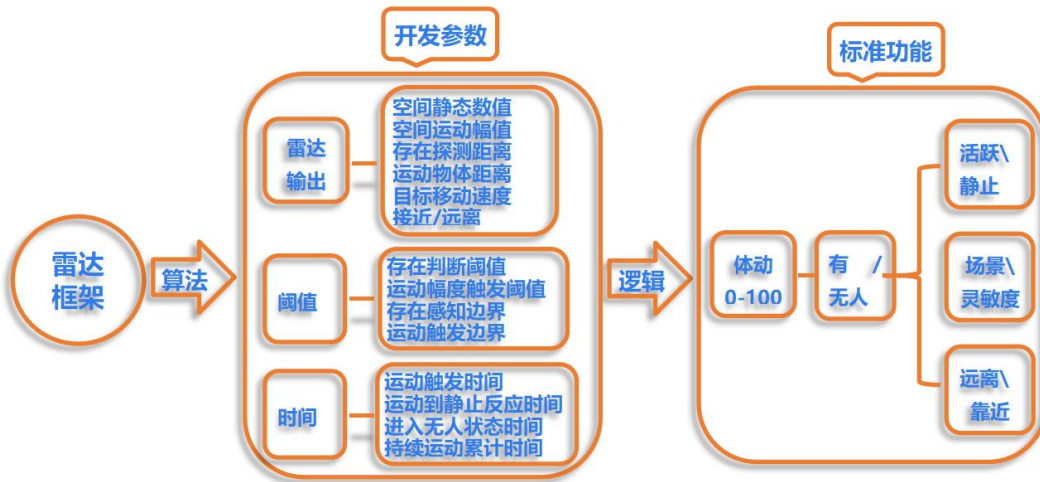 雷达
框架
算法
开发参数
雷达
输出
空间静态数值
空间运动幅值
存在探测距离
运动物体距离
目标移动速度
接近/远离
阈值
存在判断阈值
运动幅度触发阈值
存在感知边界
运动触发边界
时间
运动触发时间
运动到静止反应时间
进入无人状态时间
持续运动累计时间
逻辑
标准功能
体动
0-100
有 /
无人
活跃\
静止
场景\
灵敏度
远离\
靠近